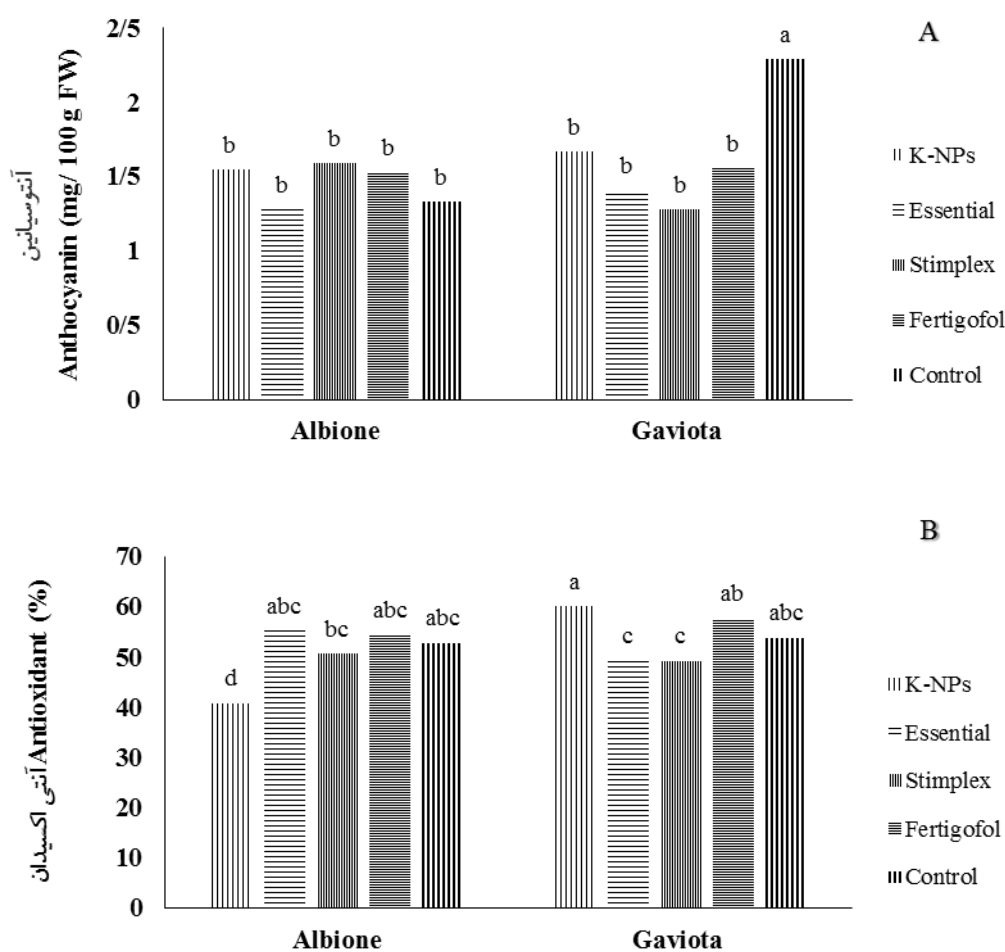 A
آنتوسیانین
Anthocyanin (mg/ 100 g FW)
2/5
2
1/5
1
0/5
0
b
b
b
b
b
b
b
b
b
a
Albione
Gaviota
K-NPs
Essential
Stimplex
Fertigofol
Control
B
آنتی اکسیدان Antioxidant (%)
70
60
50
40
30
20
10
0
d
abc
bc
abc
abc
a
c
c
ab
abc
Albione
Gaviota
K-NPs
Essential
Stimplex
Fertigofol
Control